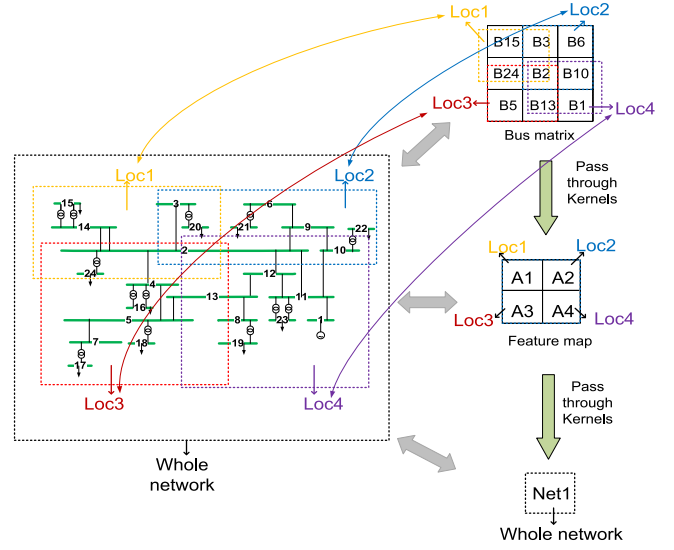 Loc1
Loc2
B15 B3 B6
B24 B2 B10
Loc3
B5 B13 B1
Loc4
Bus matrix
Pass
through
Kernels
Loc1
Loc2
15
3
6
14
20
21
9
22
2
10
24
12
4
16
13
11
5
8
23
1
7
18
19
17
Loc3
Loc4
Whole
network
Loc1
Loc2
A1 A2
A3 A4
Loc3
Loc4
Feature map
Pass
through
Kernels
Net1
Whole network